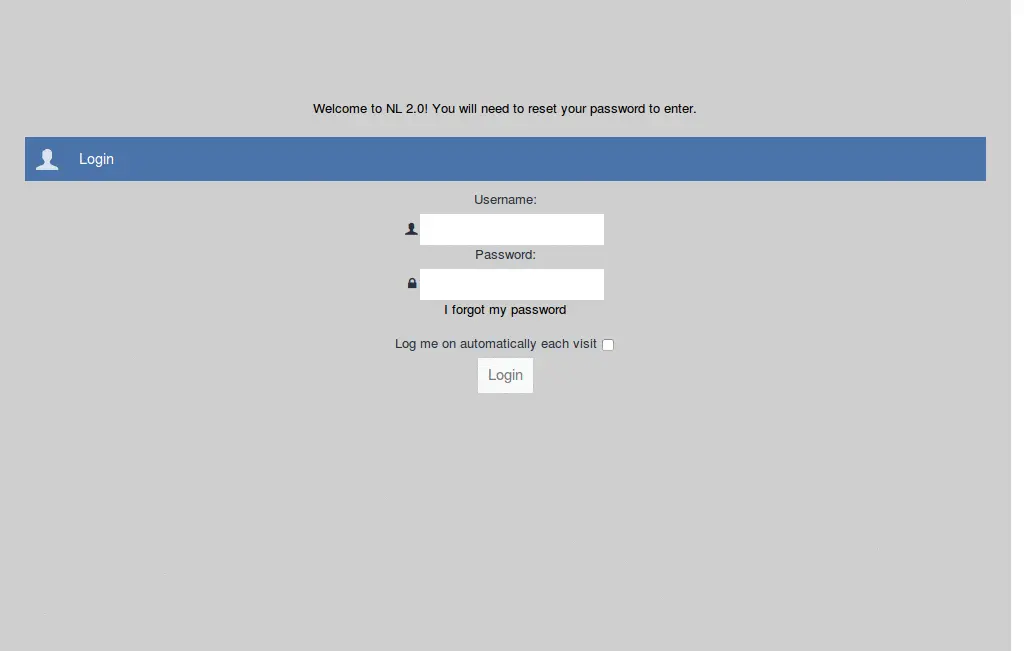 Welcome to NL 2.0! You will need to reset your password to enter.
Login
Username:
Password:
I forgot my password
Log me on automatically each visit
Login